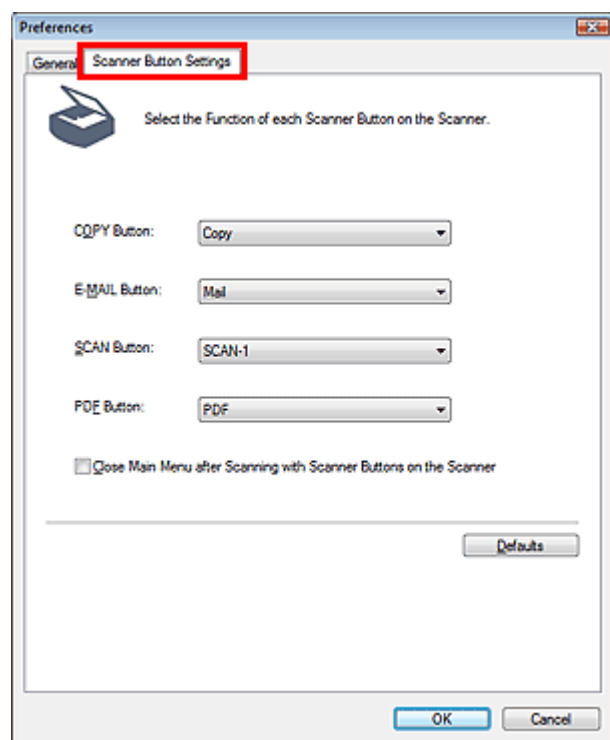 Preferences
General
Scanner Button Settings
Select the Function of each Scanner Button on the Scanner.
COPY Button:
Copy
E-MAIL Button:
Mail
SCAN Button:
SCAN-1
PDF Button:
PDF
Close Main Menu after Scanning with Scanner Buttons on the Scanner
Defaults
OK
Cancel